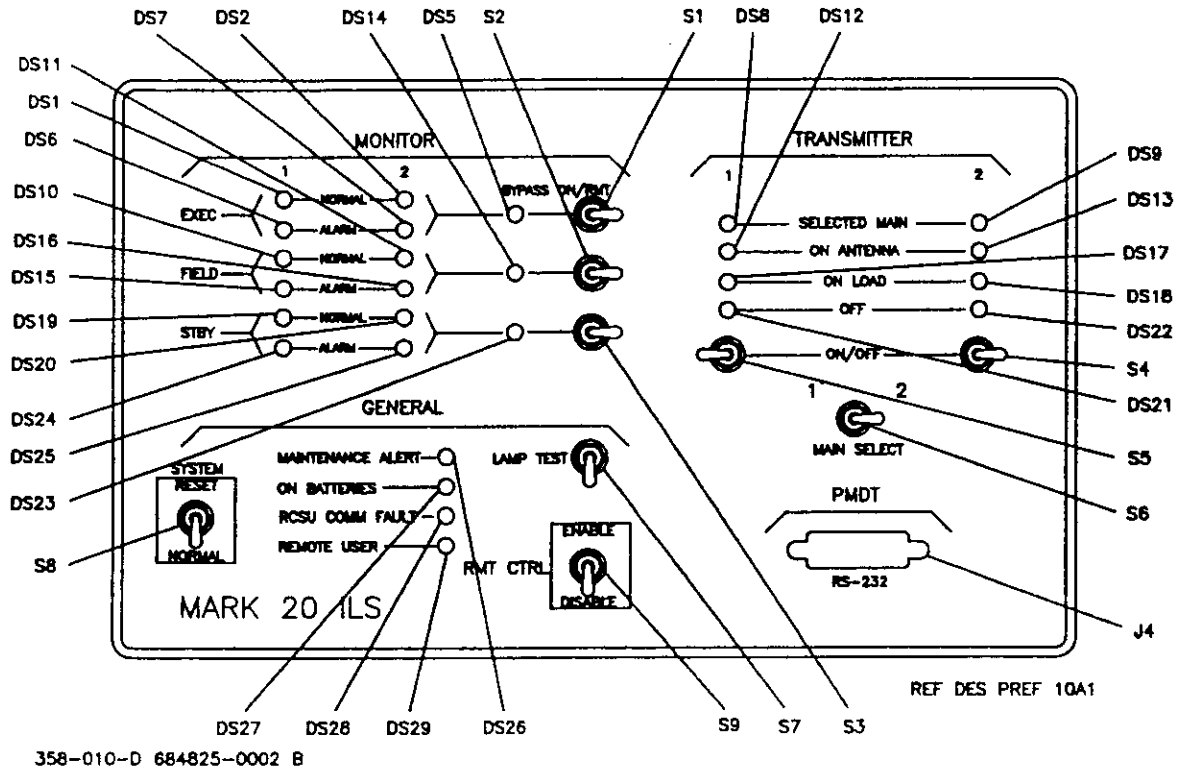 DS7 DS2 DS14 DS5 S2 S1 DS8 DS12
DS11
DS1
DS6
DS10
DS16
DS15
DS19
DS20
DS24
DS25
DS23
S8
MONITOR
1 2
BYPASS ON/RMT
EXEC NORMAL
ALARM
FIELD NORMAL
ALARM
STBY NORMAL
ALARM
TRANSMITTER
1 2
SELECTED MAIN
ON ANTENNA
ON LOAD
OFF
ON/OFF
1 2
MAIN SELECT
DS9
DS13
DS17
DS18
DS22
S4
DS21
S5
S6
J4
GENERAL
SYSTEM
RESET
NORMAL
MAINTENANCE ALERT
ON BATTERIES
RCSU COMM FAULT
REMOTE USER
LAMP TEST
ENABLE
RMT CTRL
DISABLE
PMDT
RS-232
MARK 20 ILS
REF DES PREF 10A1
DS27 DS28 DS29 DS26 S9 S7 S3
358-010-D 684825-0002 B